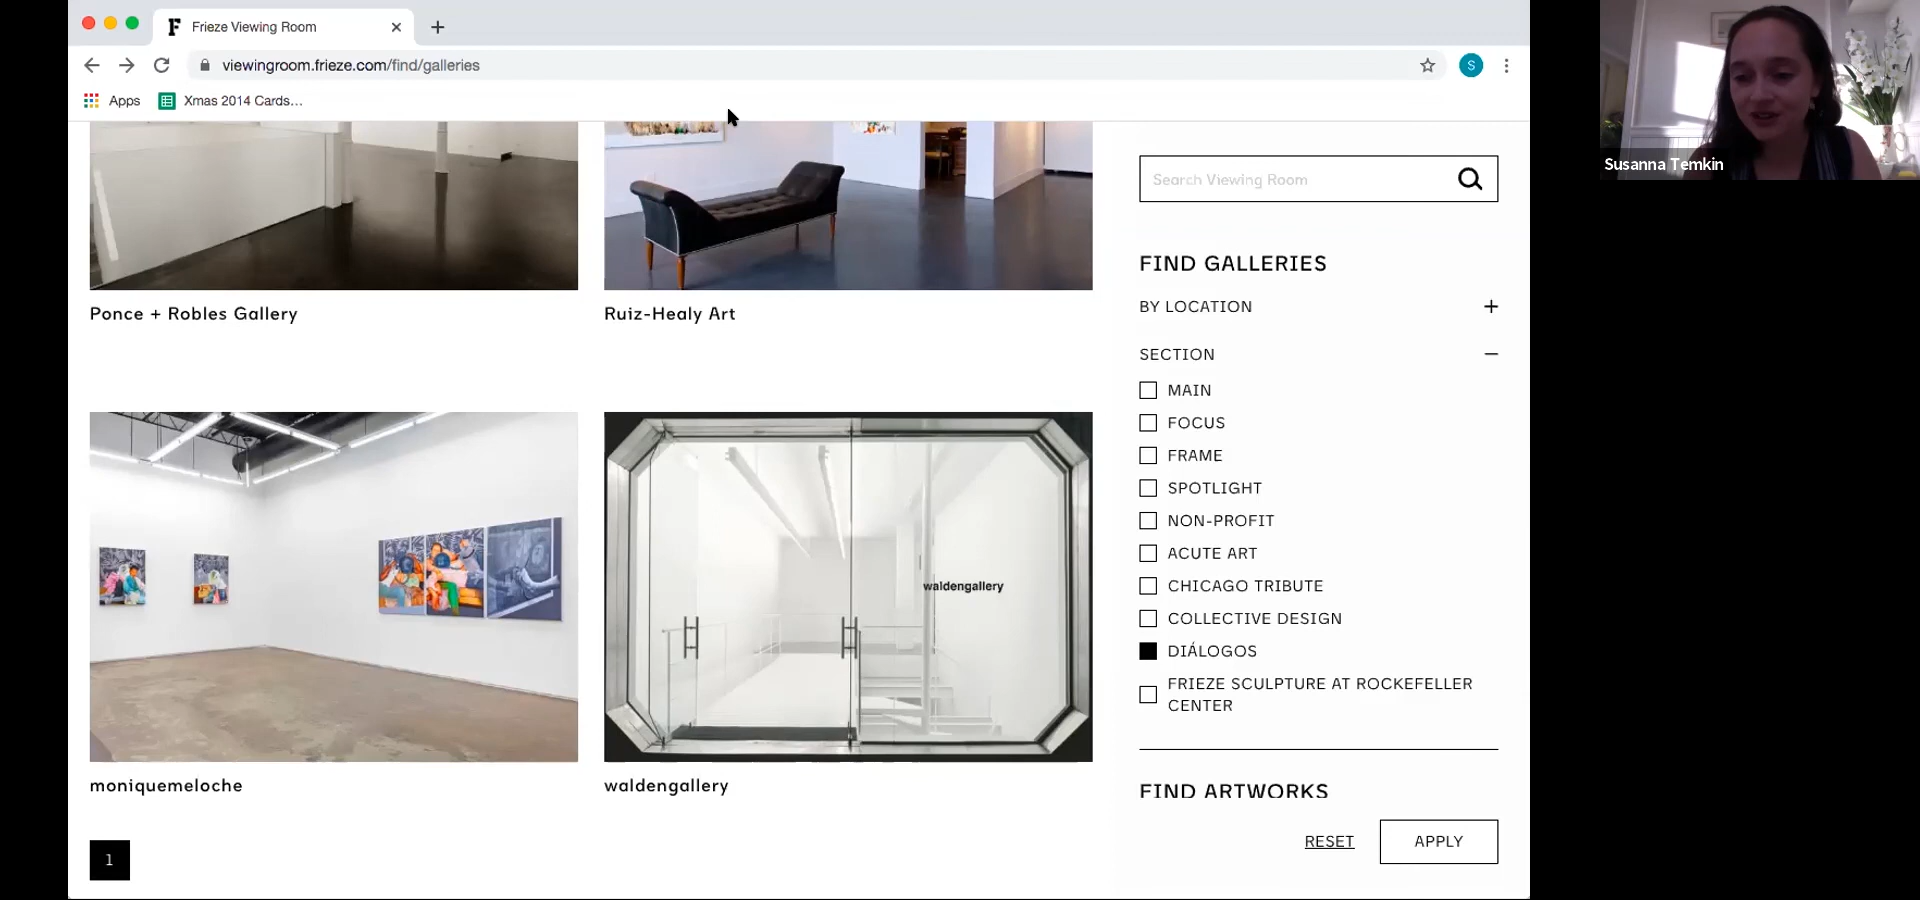 Frieze Viewing Room
viewingroom.frieze.com/find/galleries
S
Apps
Xmas 2014 Cards...
Susanna Temkin
Search Viewing Room
FIND GALLERIES
BY LOCATION
Ponce + Robles Gallery
Ruiz-Healy Art
SECTION
MAIN
FOCUS
FRAME
SPOTLIGHT
NON-PROFIT
ACUTE ART
CHICAGO TRIBUTE
COLLECTIVE DESIGN
DIÁLOGOS
FRIEZE SCULPTURE AT ROCKEFELLER
CENTER
waldengallery
moniquemeloche
waldengallery
FIND ARTWORKS
RESET
APPLY
1